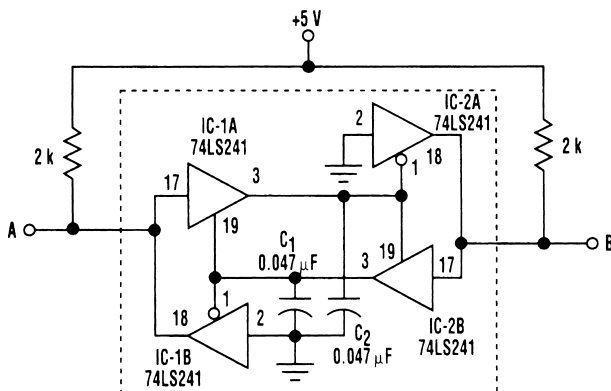 +5 V
IC-2A
74LS241
2
18
1
2 k
IC-1A
74LS241
17
3
19
2 k
A
B
C1
0.047 µF
3
19
17
1
18
2
C2
0.047 µF
IC-2B
74LS241
IC-1B
74LS241